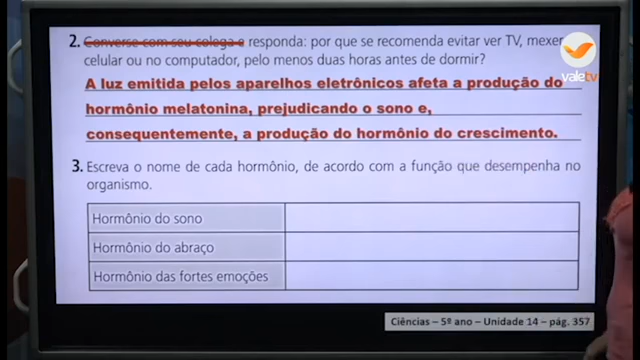 2. Converse com seu colega e responda: por que se recomenda evitar ver TV, mexer
celular ou no computador, pelo menos duas horas antes de dormir?
A luz emitida pelos aparelhos eletrônicos afeta a produção do
hormônio melatonina, prejudicando o sono e,
consequentemente, a produção do hormônio do crescimento.
3. Escreva o nome de cada hormônio, de acordo com a função que desempenha no
organismo.
Hormônio do sono
Hormônio do abraço
Hormônio das fortes emoções
Ciências – 5º ano – Unidade 14 – pág. 357
valetv